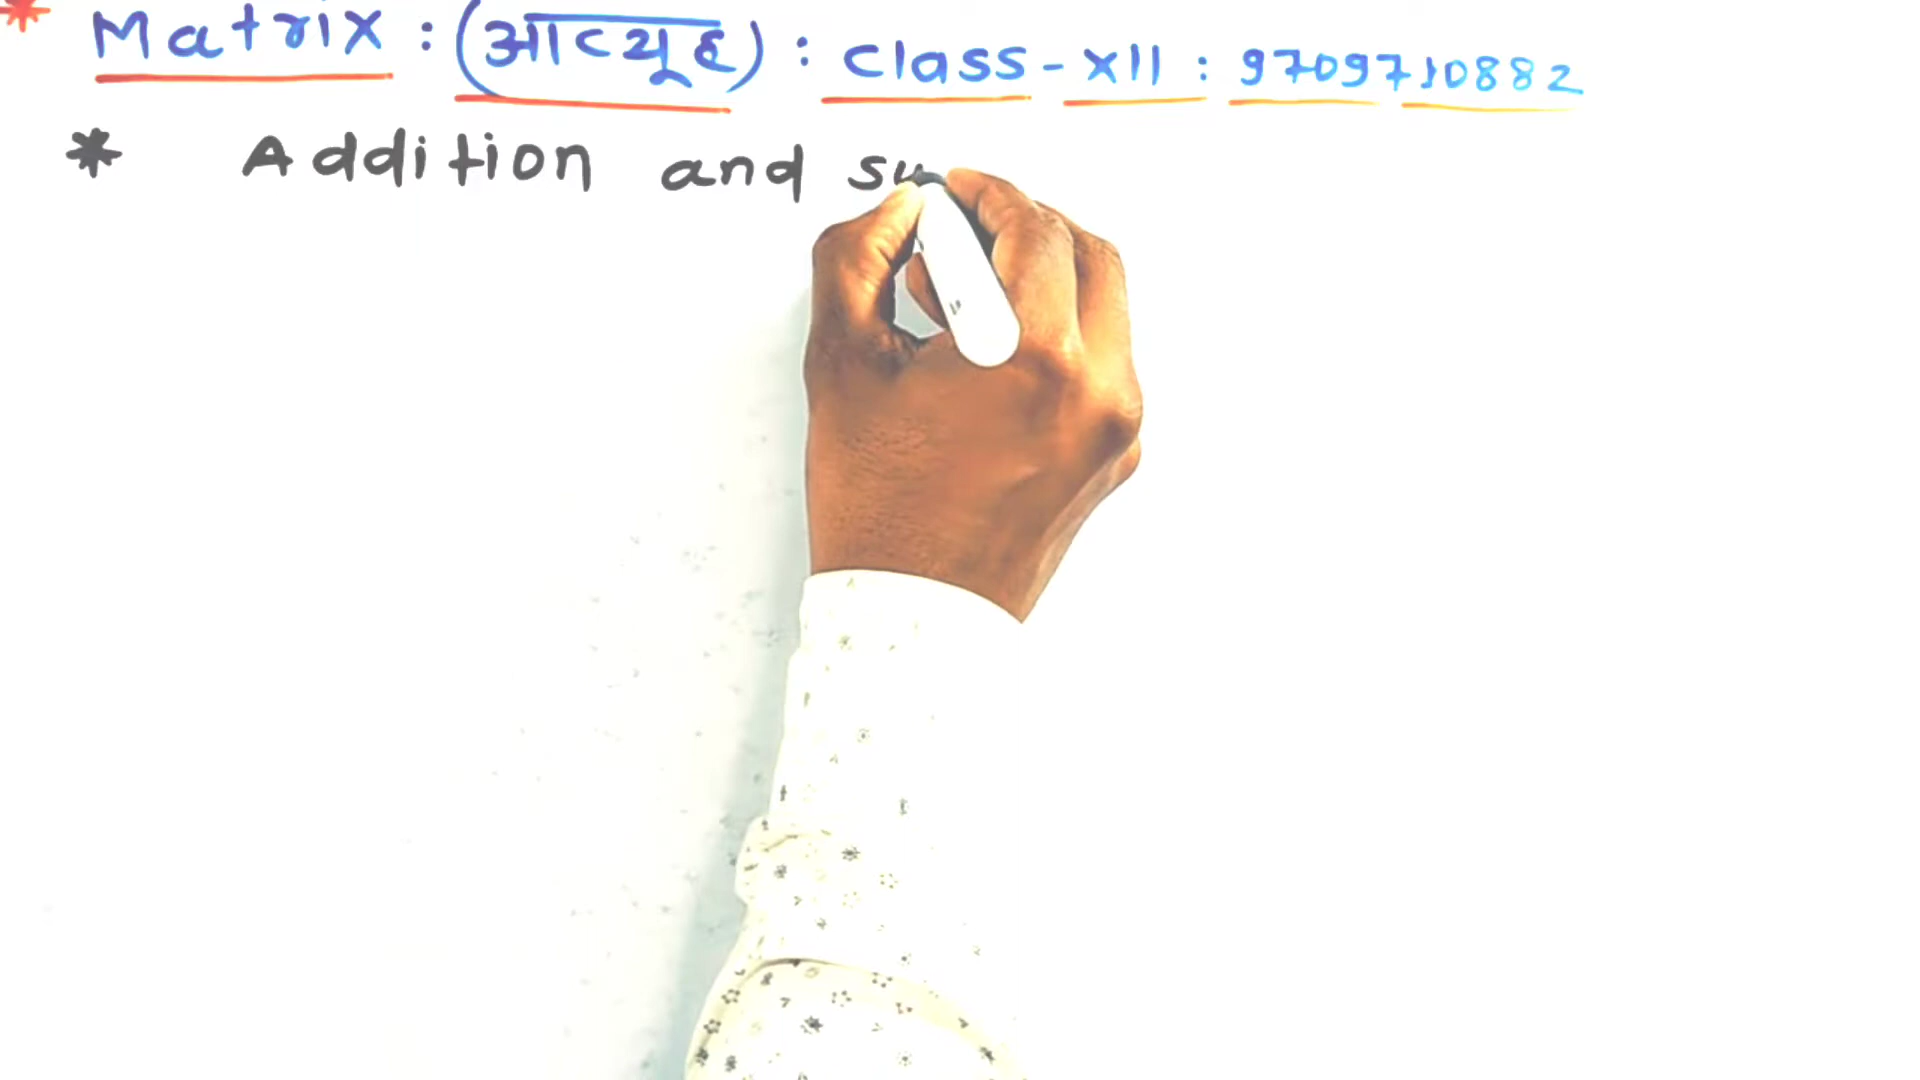 * Matrix : (आव्यूह) : Class - XII : 9709710882
* Addition and su